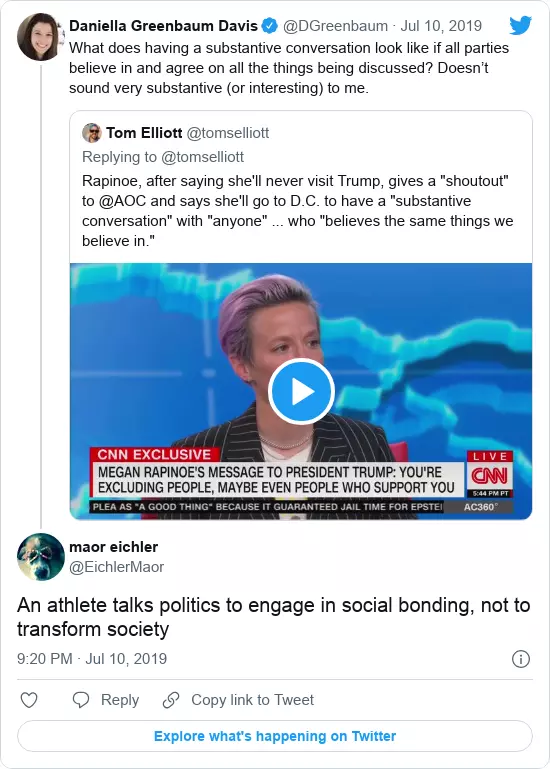 Daniella Greenbaum Davis @DGreenbaum · Jul 10, 2019
What does having a substantive conversation look like if all parties
believe in and agree on all the things being discussed? Doesn’t
sound very substantive (or interesting) to me.
Tom Elliott @tomselliott
Replying to @tomselliott
Rapinoe, after saying she'll never visit Trump, gives a "shoutout"
to @AOC and says she'll go to D.C. to have a "substantive
conversation" with "anyone" ... who "believes the same things we
believe in."
CNN EXCLUSIVE
MEGAN RAPINOE'S MESSAGE TO PRESIDENT TRUMP: YOU'RE
EXCLUDING PEOPLE, MAYBE EVEN PEOPLE WHO SUPPORT YOU
LIVE
CNN
5:44 PM PT
PLEA AS "A GOOD THING" BECAUSE IT GUARANTEED JAIL TIME FOR EPSTEI
AC360°
maor eichler
@EichlerMaor
An athlete talks politics to engage in social bonding, not to
transform society
9:20 PM · Jul 10, 2019
Reply
Copy link to Tweet
Explore what's happening on Twitter